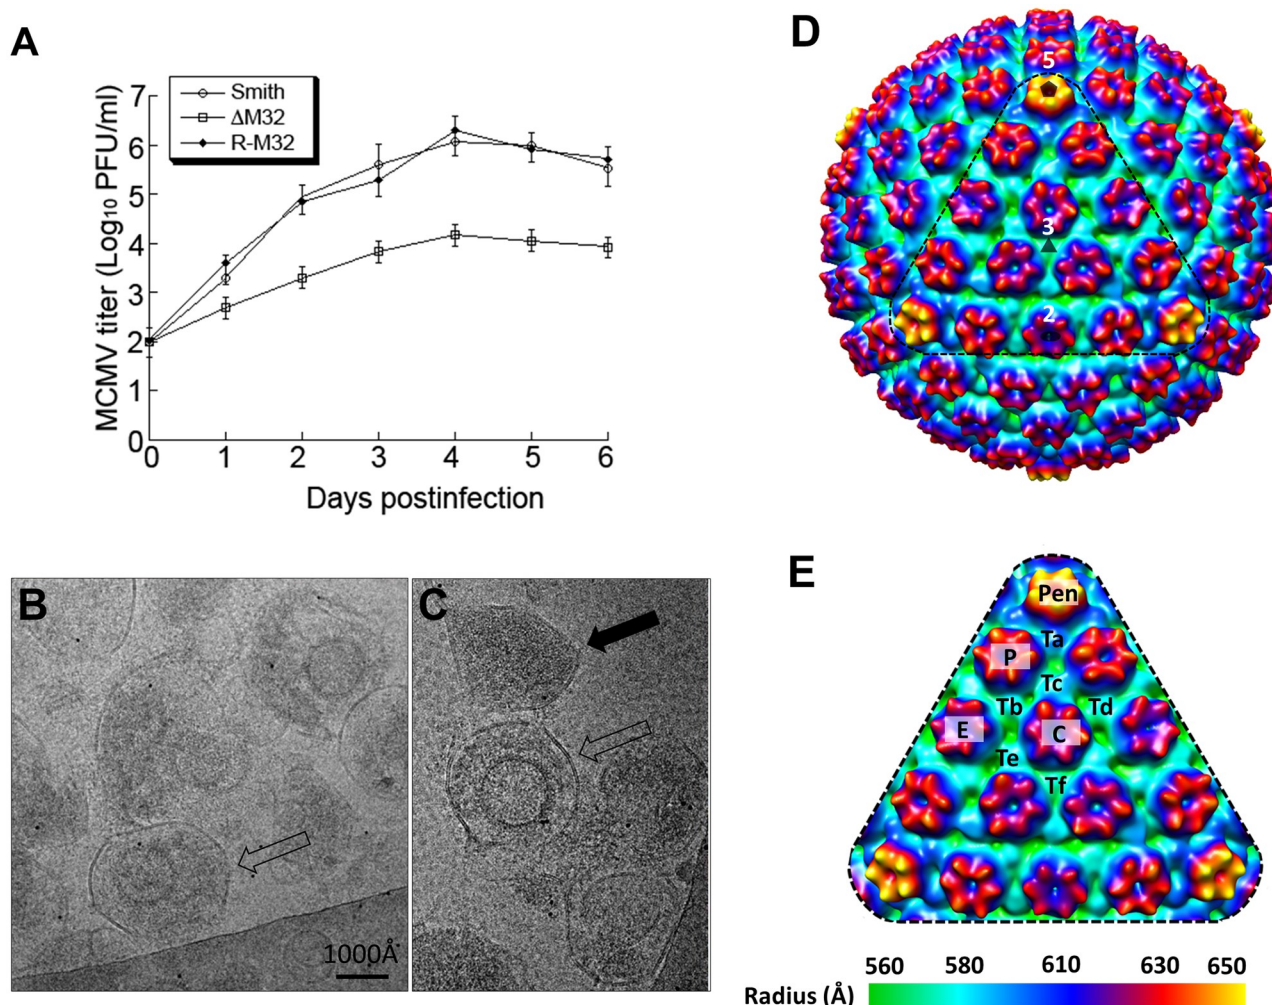 A
Smith
ΔM32
R-M32
MCMV titer (Log10 PFU/ml)
7
6
5
4
3
2
1
0
0 1 2 3 4 5 6
Days postinfection
B
1000Å
C
D
5
3
2
E
Pen
Ta
P
Tc
Tb Td
E C
Te
Tf
560 580 610 630 650
Radius (Å)